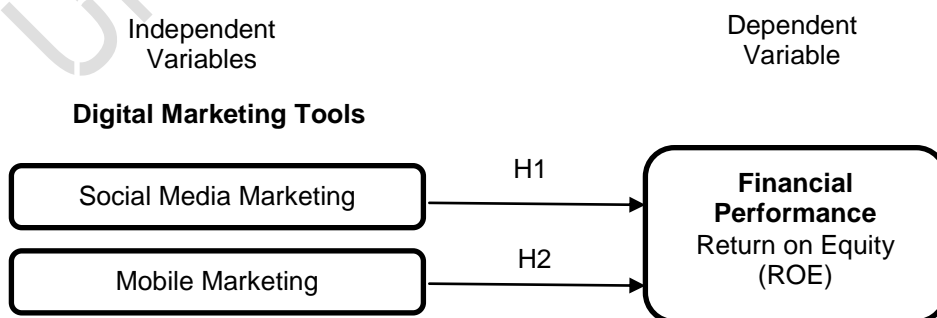 Independent
Variables
Dependent
Variable
Digital Marketing Tools
Social Media Marketing
H1
Financial
Performance
Return on Equity
(ROE)
Mobile Marketing
H2